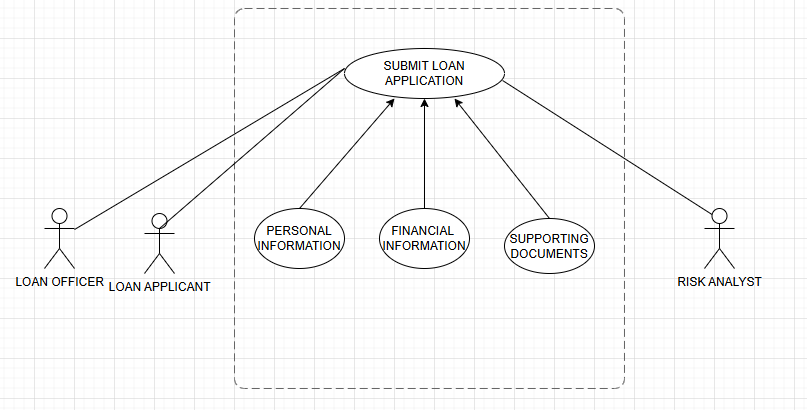 SUBMIT LOAN
APPLICATION
PERSONAL
INFORMATION
FINANCIAL
INFORMATION
SUPPORTING
DOCUMENTS
LOAN OFFICER
LOAN APPLICANT
RISK ANALYST